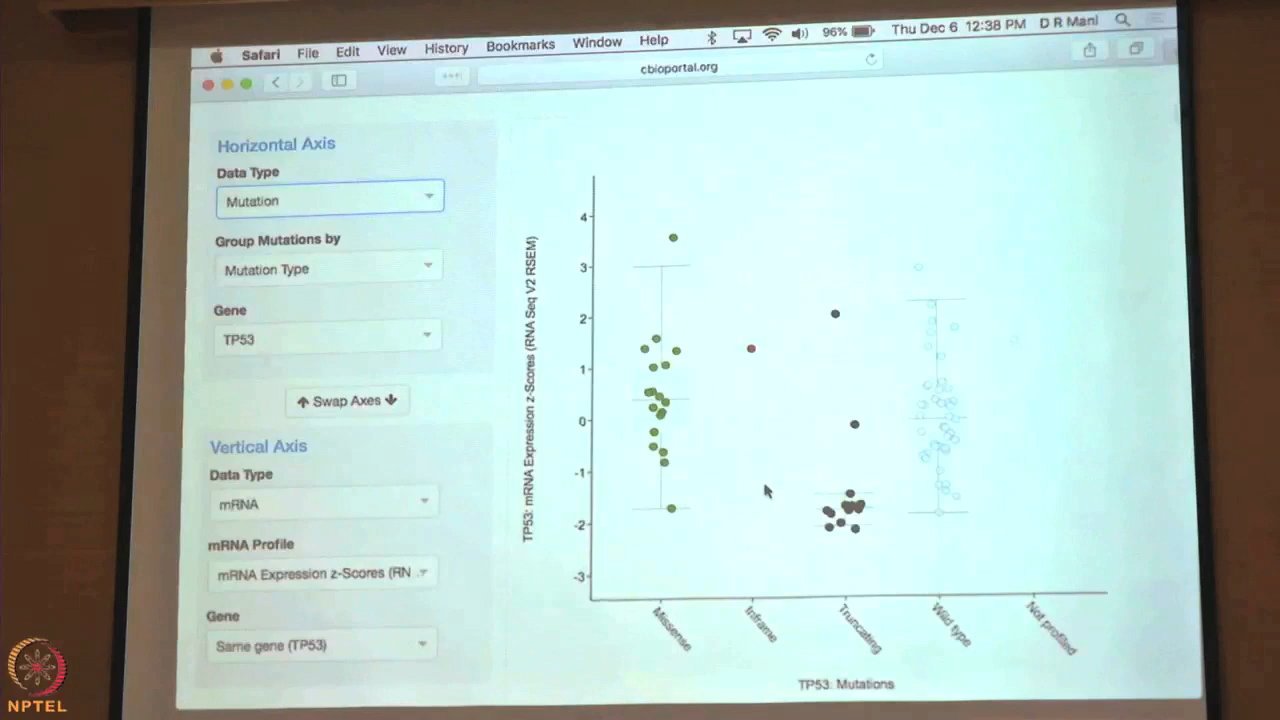 Safari File Edit View History Bookmarks Window Help 96% Thu Dec 6 12:38 PM D R Mani
cbioportal.org
Horizontal Axis
Data Type
Mutation
Group Mutations by
Mutation Type
Gene
TP53
Swap Axes
Vertical Axis
Data Type
mRNA
mRNA Profile
mRNA Expression z-Scores (RN
Gene
Same gene (TP53)
TP53: mRNA Expression z-Scores (RNA Seq V2 RSEM)
4
3
2
1
0
-1
-2
-3
Missense
Inframe
Truncating
Wild type
Not profiled
TP53: Mutations
NPTEL